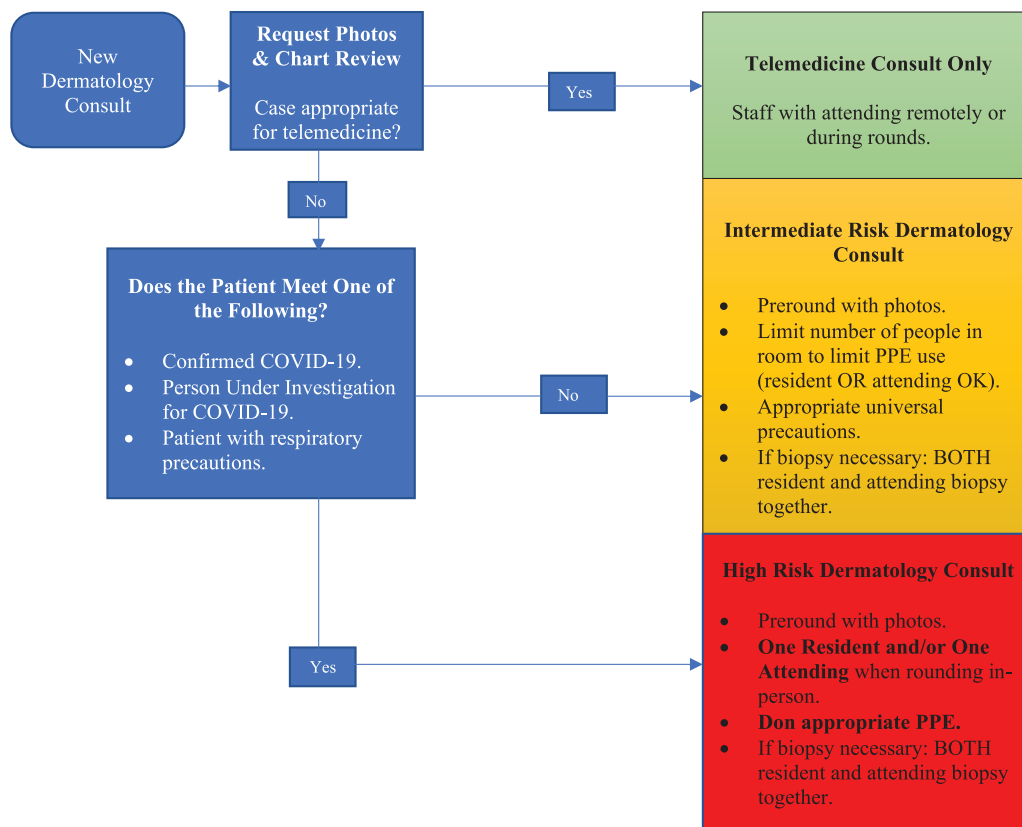 New
Dermatology
Consult
Request Photos
& Chart Review
Case appropriate
for telemedicine?
Yes
Telemedicine Consult Only
Staff with attending remotely or
during rounds.
No
Does the Patient Meet One of
the Following?
• Confirmed COVID-19.
• Person Under Investigation
for COVID-19.
• Patient with respiratory
precautions.
No
Intermediate Risk Dermatology
Consult
• Preround with photos.
• Limit number of people in
room to limit PPE use
(resident OR attending OK).
• Appropriate universal
precautions.
• If biopsy necessary: BOTH
resident and attending biopsy
together.
Yes
High Risk Dermatology Consult
• Preround with photos.
• One Resident and/or One
Attending when rounding in-
person.
• Don appropriate PPE.
• If biopsy necessary: BOTH
resident and attending biopsy
together.